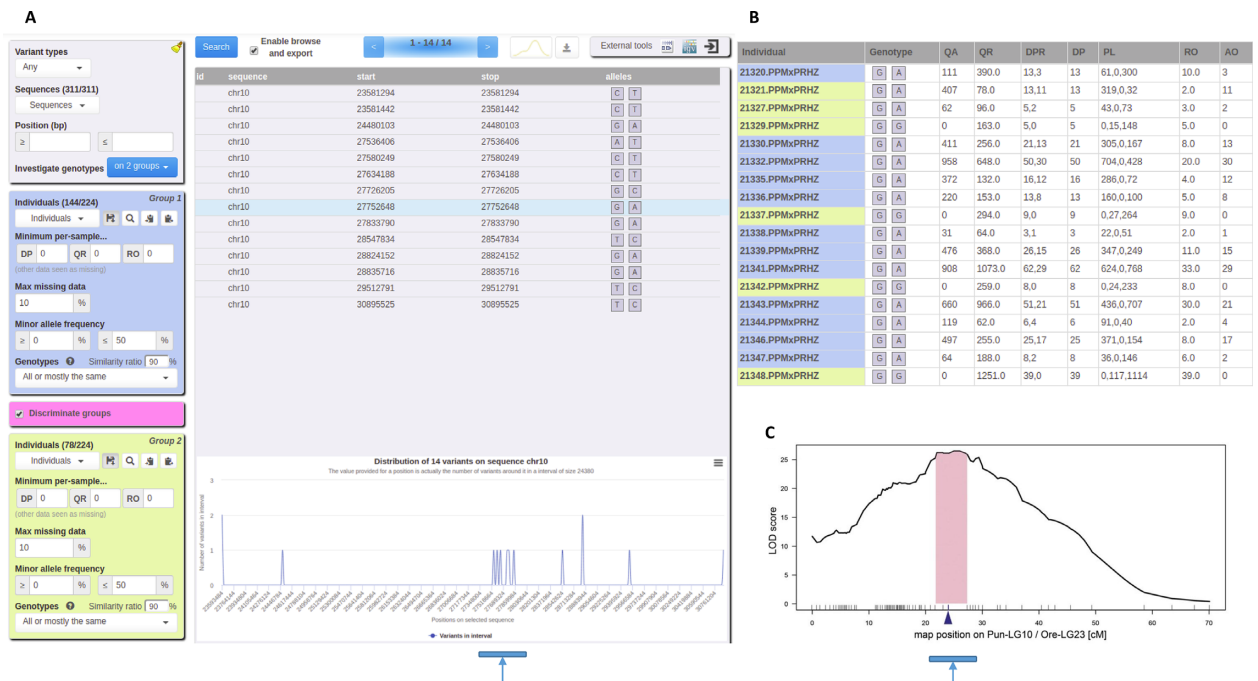 A
Variant types
Any
Sequences (311/311)
Sequences
Position (bp)
≥ ≤
Investigate genotypes on 2 groups
Group 1
Individuals (144/224)
Individuals
Minimum per-sample...
DP 0 QR 0 RO 0
(other data seen as missing)
Max missing data
10 %
Minor allele frequency
≥ 0 % ≤ 50 %
Genotypes ? Similarity ratio 90 %
All or mostly the same
Discriminate groups
Group 2
Individuals (78/224)
Individuals
Minimum per-sample...
DP 0 QR 0 RO 0
(other data seen as missing)
Max missing data
10 %
Minor allele frequency
≥ 0 % ≤ 50 %
Genotypes ? Similarity ratio 90 %
All or mostly the same
Search Enable browse and export < 1 - 14 / 14 > External tools
id sequence start stop alleles
chr10 23581294 23581294 C T
chr10 23581442 23581442 C T
chr10 24480103 24480103 G A
chr10 27536406 27536406 A T
chr10 27580249 27580249 C T
chr10 27634188 27634188 C T
chr10 27726205 27726205 G C
chr10 27752648 27752648 G A
chr10 27833790 27833790 G A
chr10 28547834 28547834 T C
chr10 28824152 28824152 G A
chr10 28835716 28835716 G A
chr10 29512791 29512791 T C
chr10 30895525 30895525 T C
Distribution of 14 variants on sequence chr10
The value provided for a position is actually the number of variants around it in a interval of size 24380
Number of variants in interval
3
2
1
0
Positions on selected sequence
Variants in interval
B
Individual Genotype QA QR DPR DP PL RO AO
21320.PPMxPRHZ G A 111 390.0 13,3 13 61,0,300 10.0 3
21321.PPMxPRHZ G A 407 78.0 13,11 13 319,0,32 2.0 11
21327.PPMxPRHZ G A 62 96.0 5,2 5 43,0,73 3.0 2
21329.PPMxPRHZ G G 0 163.0 5,0 5 0,15,148 5.0 0
21330.PPMxPRHZ G A 411 256.0 21,13 21 305,0,167 8.0 13
21332.PPMxPRHZ G A 958 648.0 50,30 50 704,0,428 20.0 30
21335.PPMxPRHZ G A 372 132.0 16,12 16 286,0,72 4.0 12
21336.PPMxPRHZ G A 220 153.0 13,8 13 160,0,100 5.0 8
21337.PPMxPRHZ G G 0 294.0 9,0 9 0,27,264 9.0 0
21338.PPMxPRHZ G A 31 64.0 3,1 3 22,0,51 2.0 1
21339.PPMxPRHZ G A 476 368.0 26,15 26 347,0,249 11.0 15
21341.PPMxPRHZ G A 908 1073.0 62,29 62 624,0,768 33.0 29
21342.PPMxPRHZ G G 0 259.0 8,0 8 0,24,233 8.0 0
21343.PPMxPRHZ G A 660 966.0 51,21 51 436,0,707 30.0 21
21344.PPMxPRHZ G A 119 62.0 6,4 6 91,0,40 2.0 4
21346.PPMxPRHZ G A 497 255.0 25,17 25 371,0,154 8.0 17
21347.PPMxPRHZ G A 64 188.0 8,2 8 36,0,146 6.0 2
21348.PPMxPRHZ G G 0 1251.0 39,0 39 0,117,1114 39.0 0
C
LOD score
25
20
15
10
5
0
0 10 20 30 40 50 60 70
map position on Pun-LG10 / Ore-LG23 [cM]